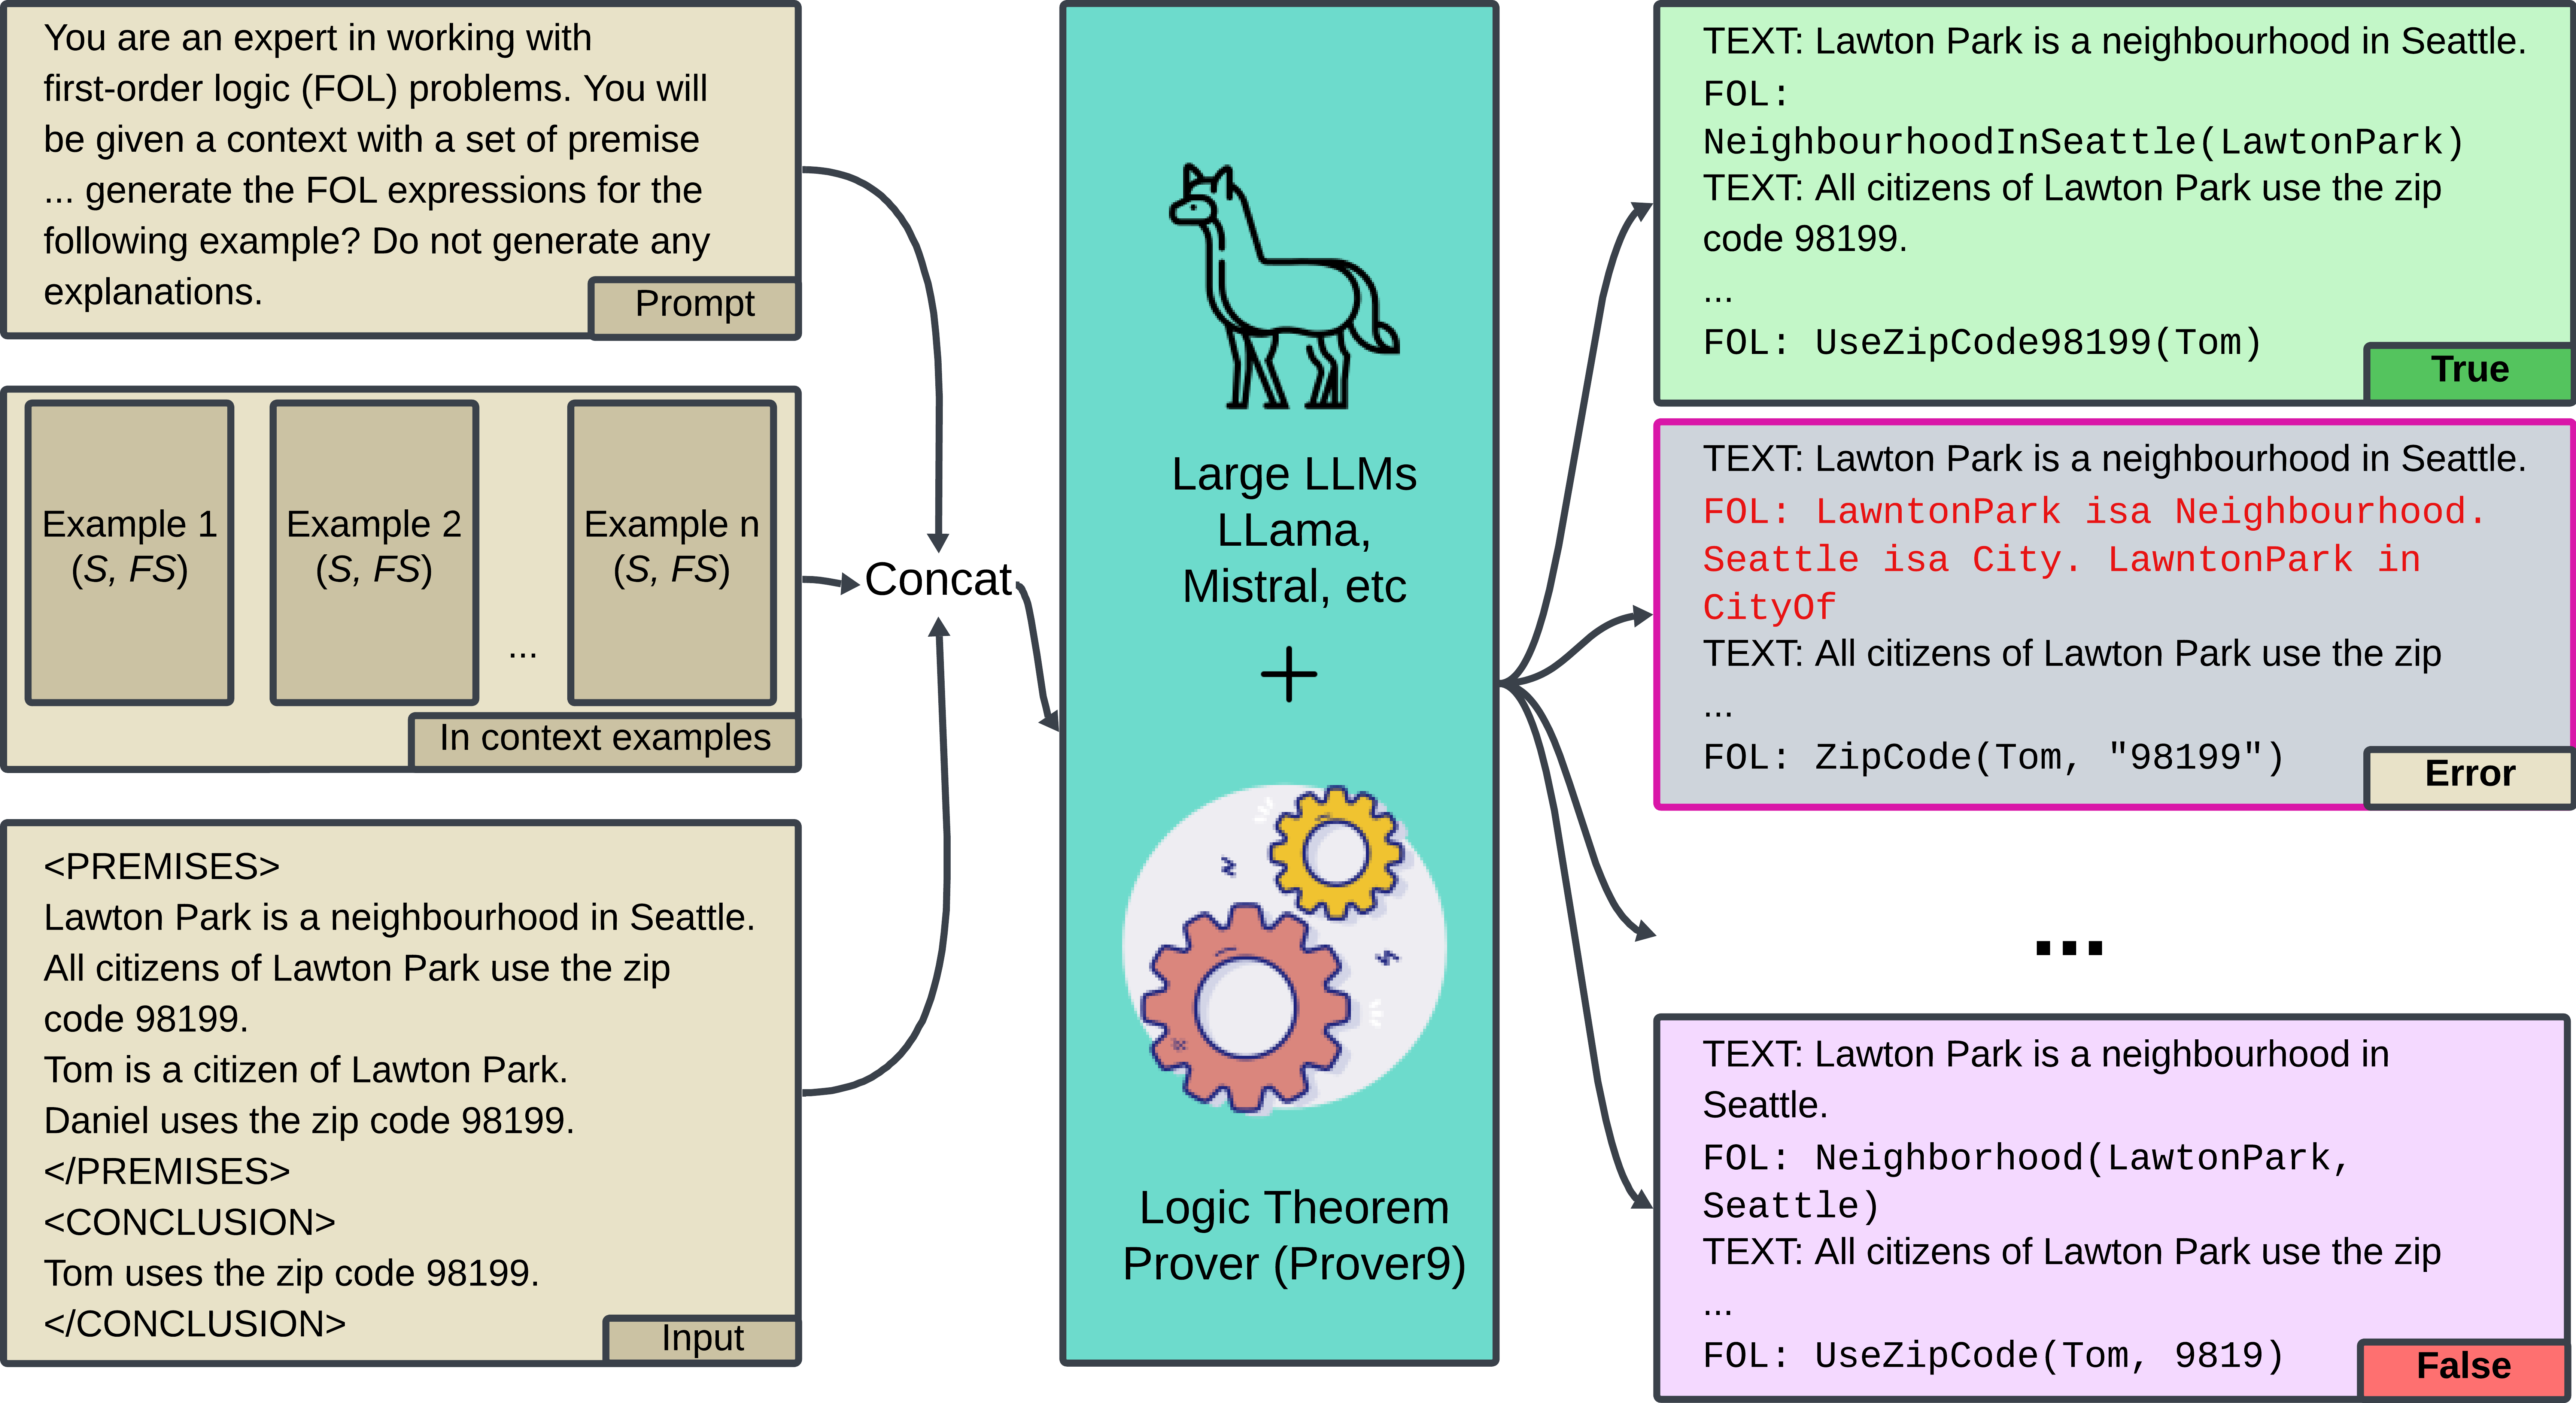 You are an expert in working with
first-order logic (FOL) problems. You will
be given a context with a set of premise
... generate the FOL expressions for the
following example? Do not generate any
explanations.
Prompt
Example 1
(S, FS)
Example 2
(S, FS)
...
Example n
(S, FS)
In context examples
<PREMISES>
Lawton Park is a neighbourhood in Seattle.
All citizens of Lawton Park use the zip
code 98199.
Tom is a citizen of Lawton Park.
Daniel uses the zip code 98199.
</PREMISES>
<CONCLUSION>
Tom uses the zip code 98199.
</CONCLUSION>
Input
Concat
Large LLMs
LLama,
Mistral, etc
+
Logic Theorem
Prover (Prover9)
TEXT: Lawton Park is a neighbourhood in Seattle.
FOL:
NeighbourhoodInSeattle(LawtonPark)
TEXT: All citizens of Lawton Park use the zip
code 98199.
...
FOL: UseZipCode98199(Tom)
True
TEXT: Lawton Park is a neighbourhood in Seattle.
FOL: LawntonPark isa Neighbourhood.
Seattle isa City. LawntonPark in
CityOf
TEXT: All citizens of Lawton Park use the zip
...
FOL: ZipCode(Tom, "98199")
Error
...
TEXT: Lawton Park is a neighbourhood in
Seattle.
FOL: Neighborhood(LawtonPark,
Seattle)
TEXT: All citizens of Lawton Park use the zip
...
FOL: UseZipCode(Tom, 9819)
False